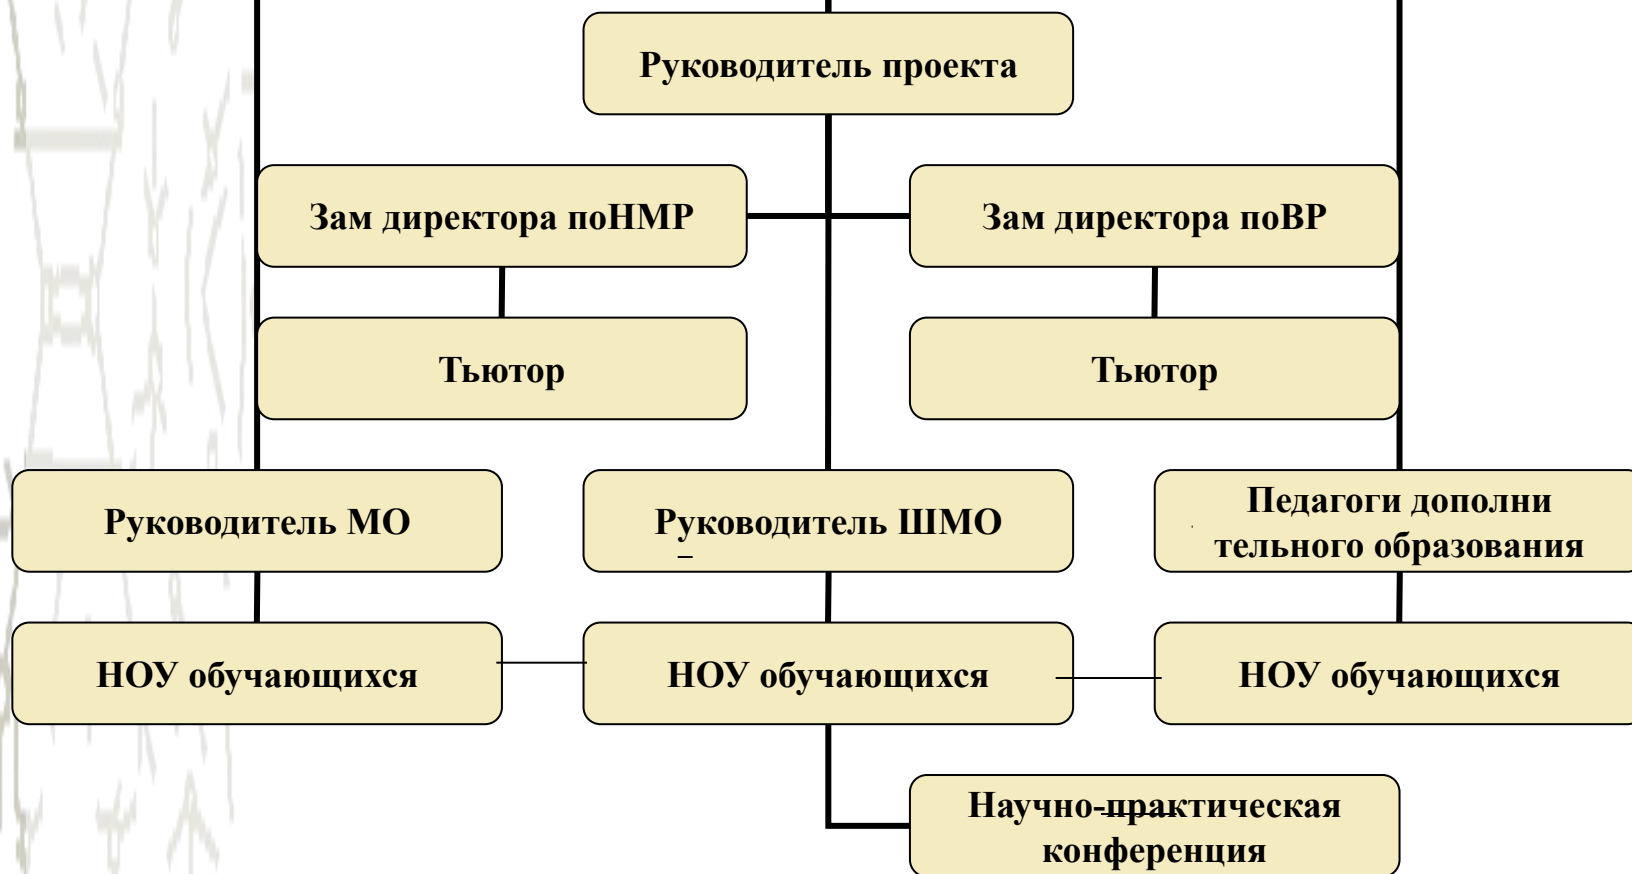 Руководитель проекта
Зам директора поНМР
Зам директора поВР
Тьютор
Тьютор
Руководитель МО
Руководитель ШМО
Педагоги дополни
тельного образования
НОУ обучающихся
НОУ обучающихся
НОУ обучающихся
Научно-практическая
конференция